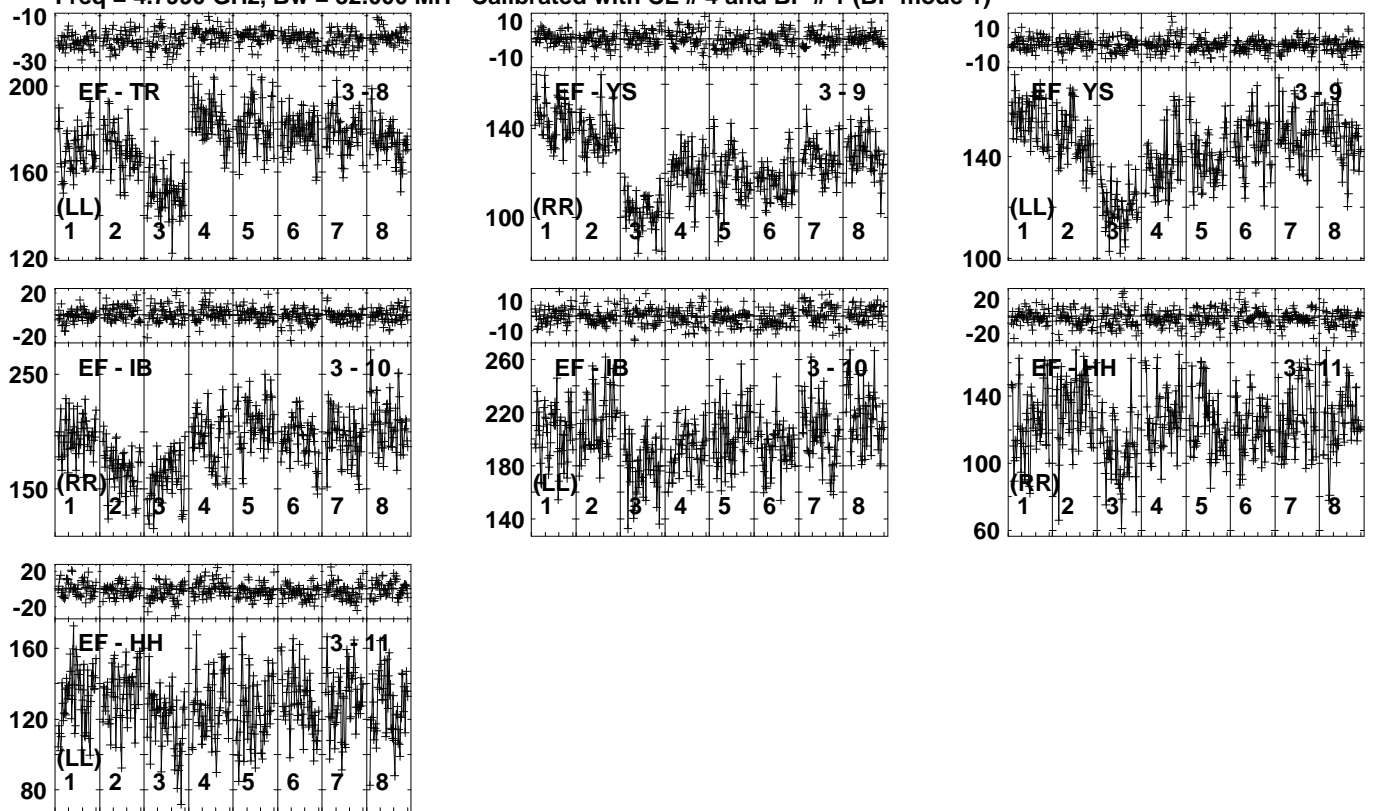 GHz, Bw = Calibrated with CL # 4 and BP # 1 (BP mode 1)
-10
-30
200
160
120
EF - TR 3 - 8
(LL)
1 2 3 4 5 6 7 8
10
-10
140
100
EF - YS 3 - 9
(RR)
1 2 3 4 5 6 7 8
10
-10
140
100
EF - YS 3 - 9
(LL)
1 2 3 4 5 6 7 8
20
-20
250
150
EF - IB 3 - 10
(RR)
1 2 3 4 5 6 7 8
10
-10
260
220
180
140
EF - IB 3 - 10
(LL)
1 2 3 4 5 6 7 8
20
-20
140
100
60
EF - HH 3 - 11
(RR)
1 2 3 4 5 6 7 8
20
-20
160
120
80
EF - HH 3 - 11
(LL)
1 2 3 4 5 6 7 8